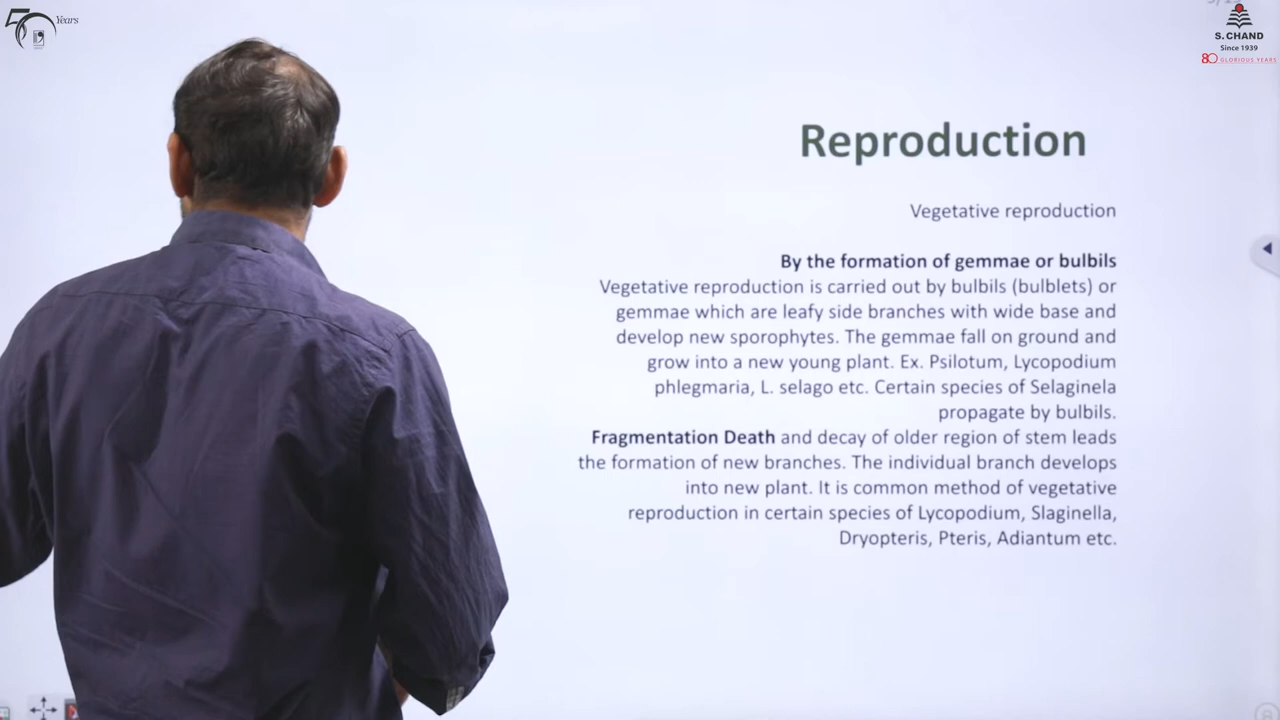 50 Years
S. CHAND
Since 1939
80 GLORIOUS YEARS
Reproduction
Vegetative reproduction
By the formation of gemmae or bulbils
Vegetative reproduction is carried out by bulbils (bulblets) or
gemmae which are leafy side branches with wide base and
develop new sporophytes. The gemmae fall on ground and
grow into a new young plant. Ex. Psilotum, Lycopodium
phlegmaria, L. selago etc. Certain species of Selaginela
propagate by bulbils.
Fragmentation Death and decay of older region of stem leads
the formation of new branches. The individual branch develops
into new plant. It is common method of vegetative
reproduction in certain species of Lycopodium, Slaginella,
Dryopteris, Pteris, Adiantum etc.